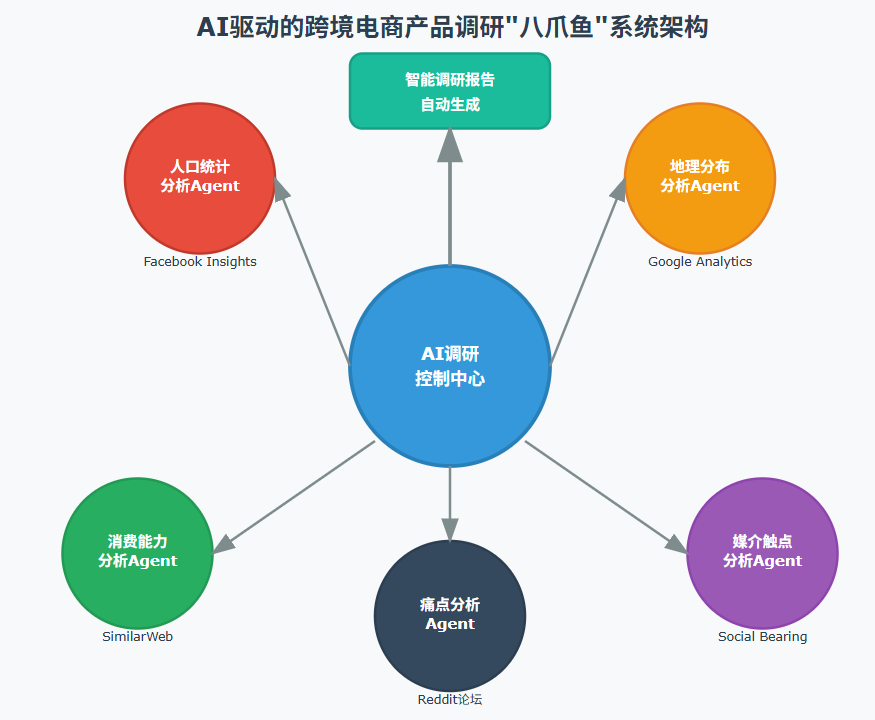 AI驱动的跨境电商产品调研"八爪鱼"系统架构
智能调研报告
自动生成
人口统计
分析Agent
Facebook Insights
地理分布
分析Agent
Google Analytics
AI调研
控制中心
消费能力
分析Agent
SimilarWeb
痛点分析
Agent
Reddit论坛
媒介触点
分析Agent
Social Bearing